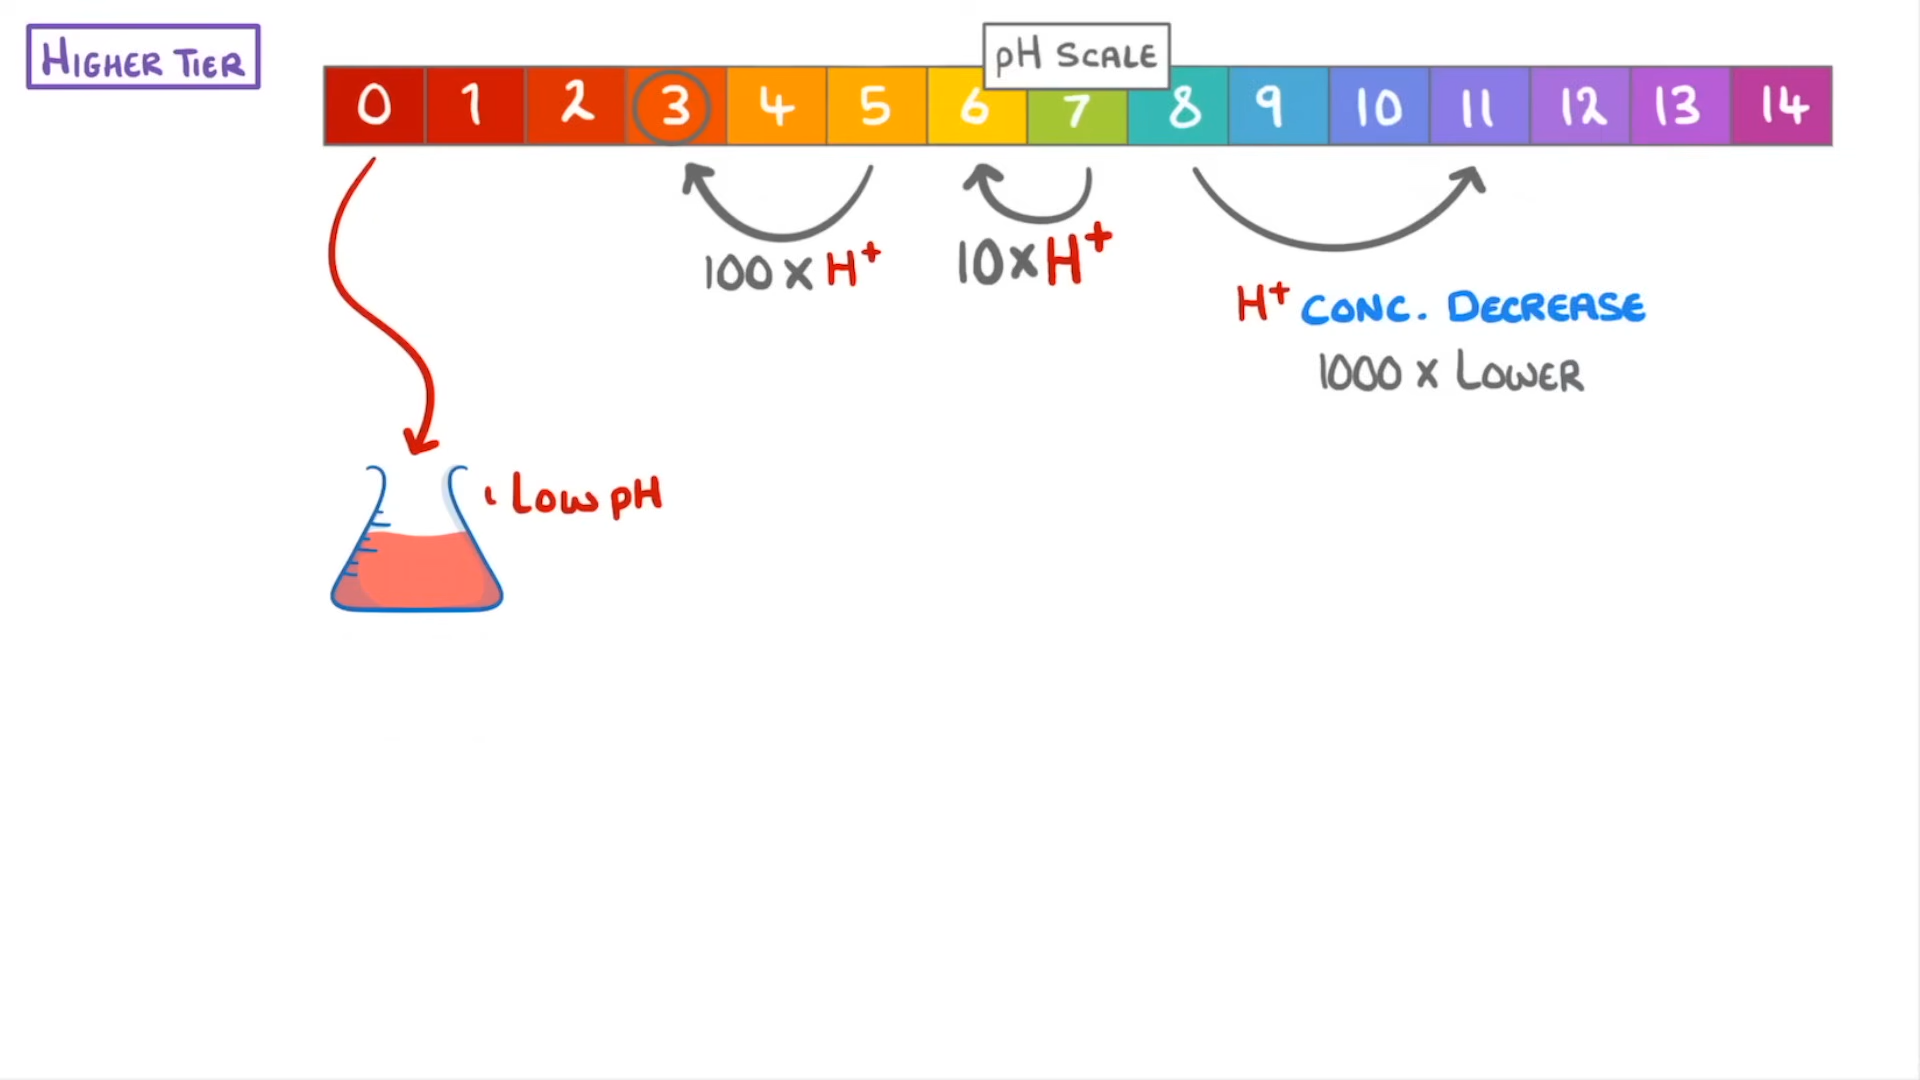 HIGHER TIER
pH SCALE
0 1 2 3 4 5 6 7 8 9 10 11 12 13 14
100 x H+
10 x H+
H+ CONC. DECREASE
1000 x LOWER
LOW pH